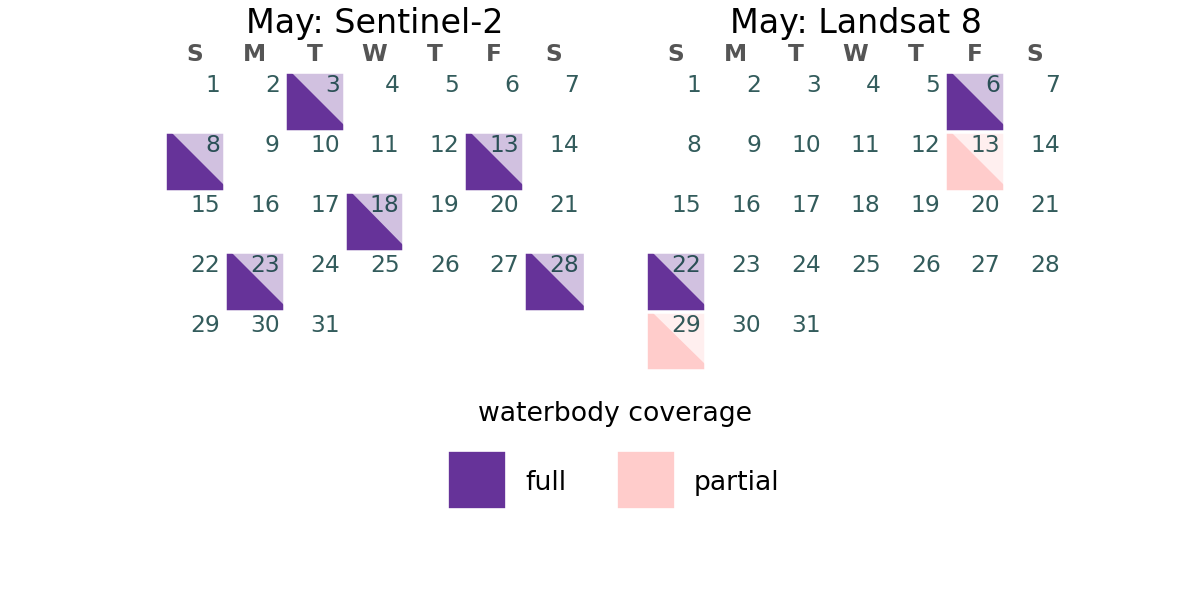 May: Sentinel-2
S M T W T F S
1 2 3 4 5 6 7
8 9 10 11 12 13 14
15 16 17 18 19 20 21
22 23 24 25 26 27 28
29 30 31
May: Landsat 8
S M T W T F S
1 2 3 4 5 6 7
8 9 10 11 12 13 14
15 16 17 18 19 20 21
22 23 24 25 26 27 28
29 30 31
waterbody coverage
full partial